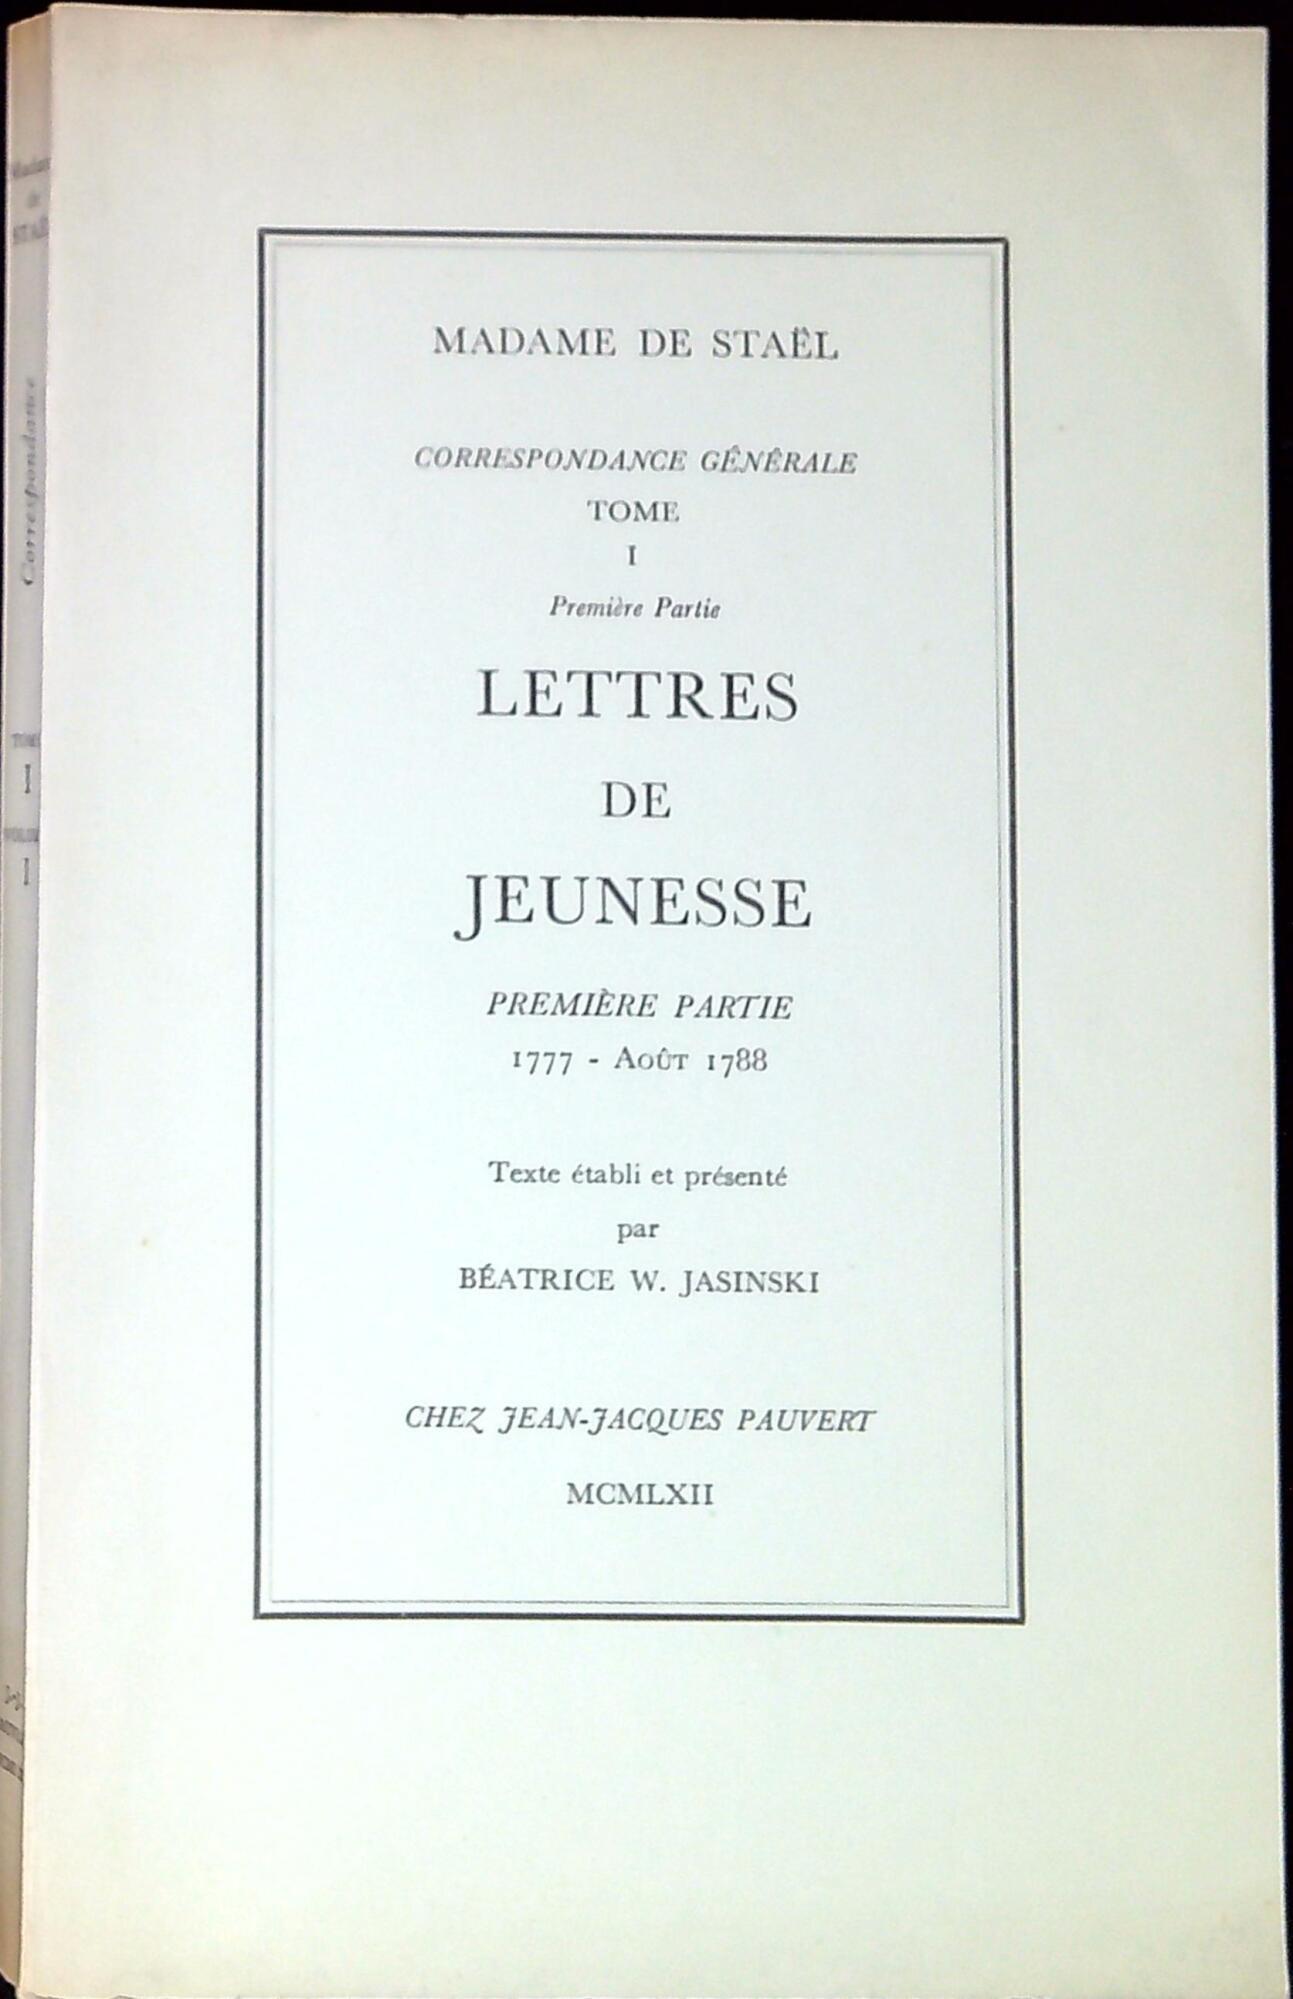 MADAME DE STAËL
CORRESPONDANCE GÉNÉRALE
TOME
I
Première Partie
LETTRES
DE
JEUNESSE
PREMIÈRE PARTIE
1777 - AOÛT 1788
Texte établi et présenté
par
BÉATRICE W. JASINSKI
CHEZ JEAN-JACQUES PAUVERT
MCMLXII
Correspondance
I
I